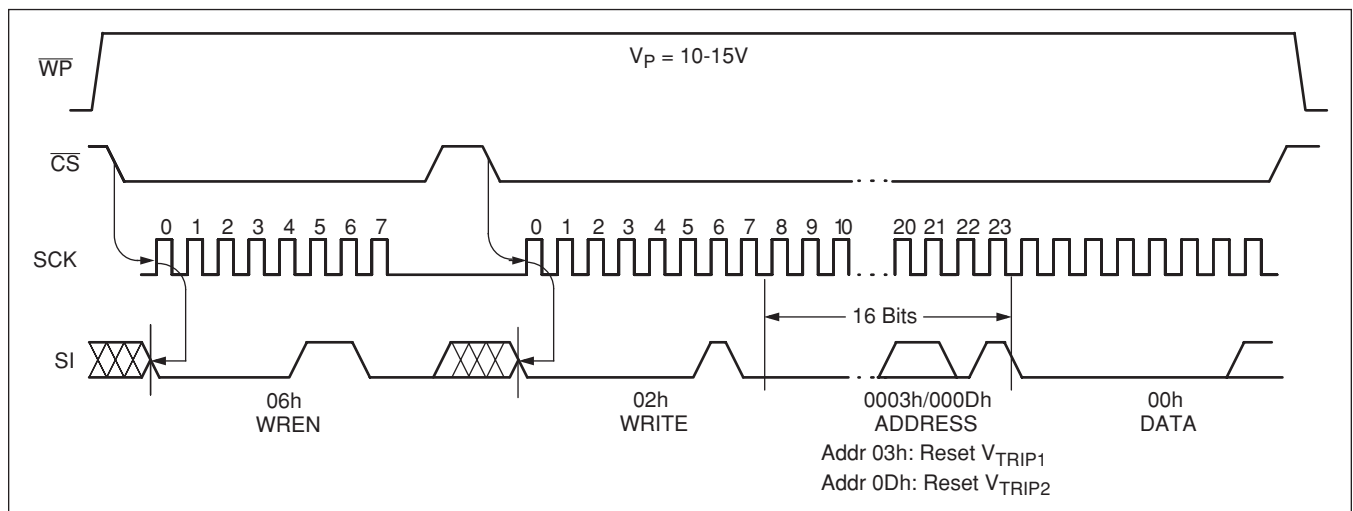 WP
V_P = 10-15V
CS
0 1 2 3 4 5 6 7 0 1 2 3 4 5 6 7 8 9 10 20 21 22 23
SCK
16 Bits
SI
06h 02h 0003h/000Dh 00h
WREN WRITE ADDRESS DATA
Addr 03h: Reset V_TRIP1
Addr 0Dh: Reset V_TRIP2